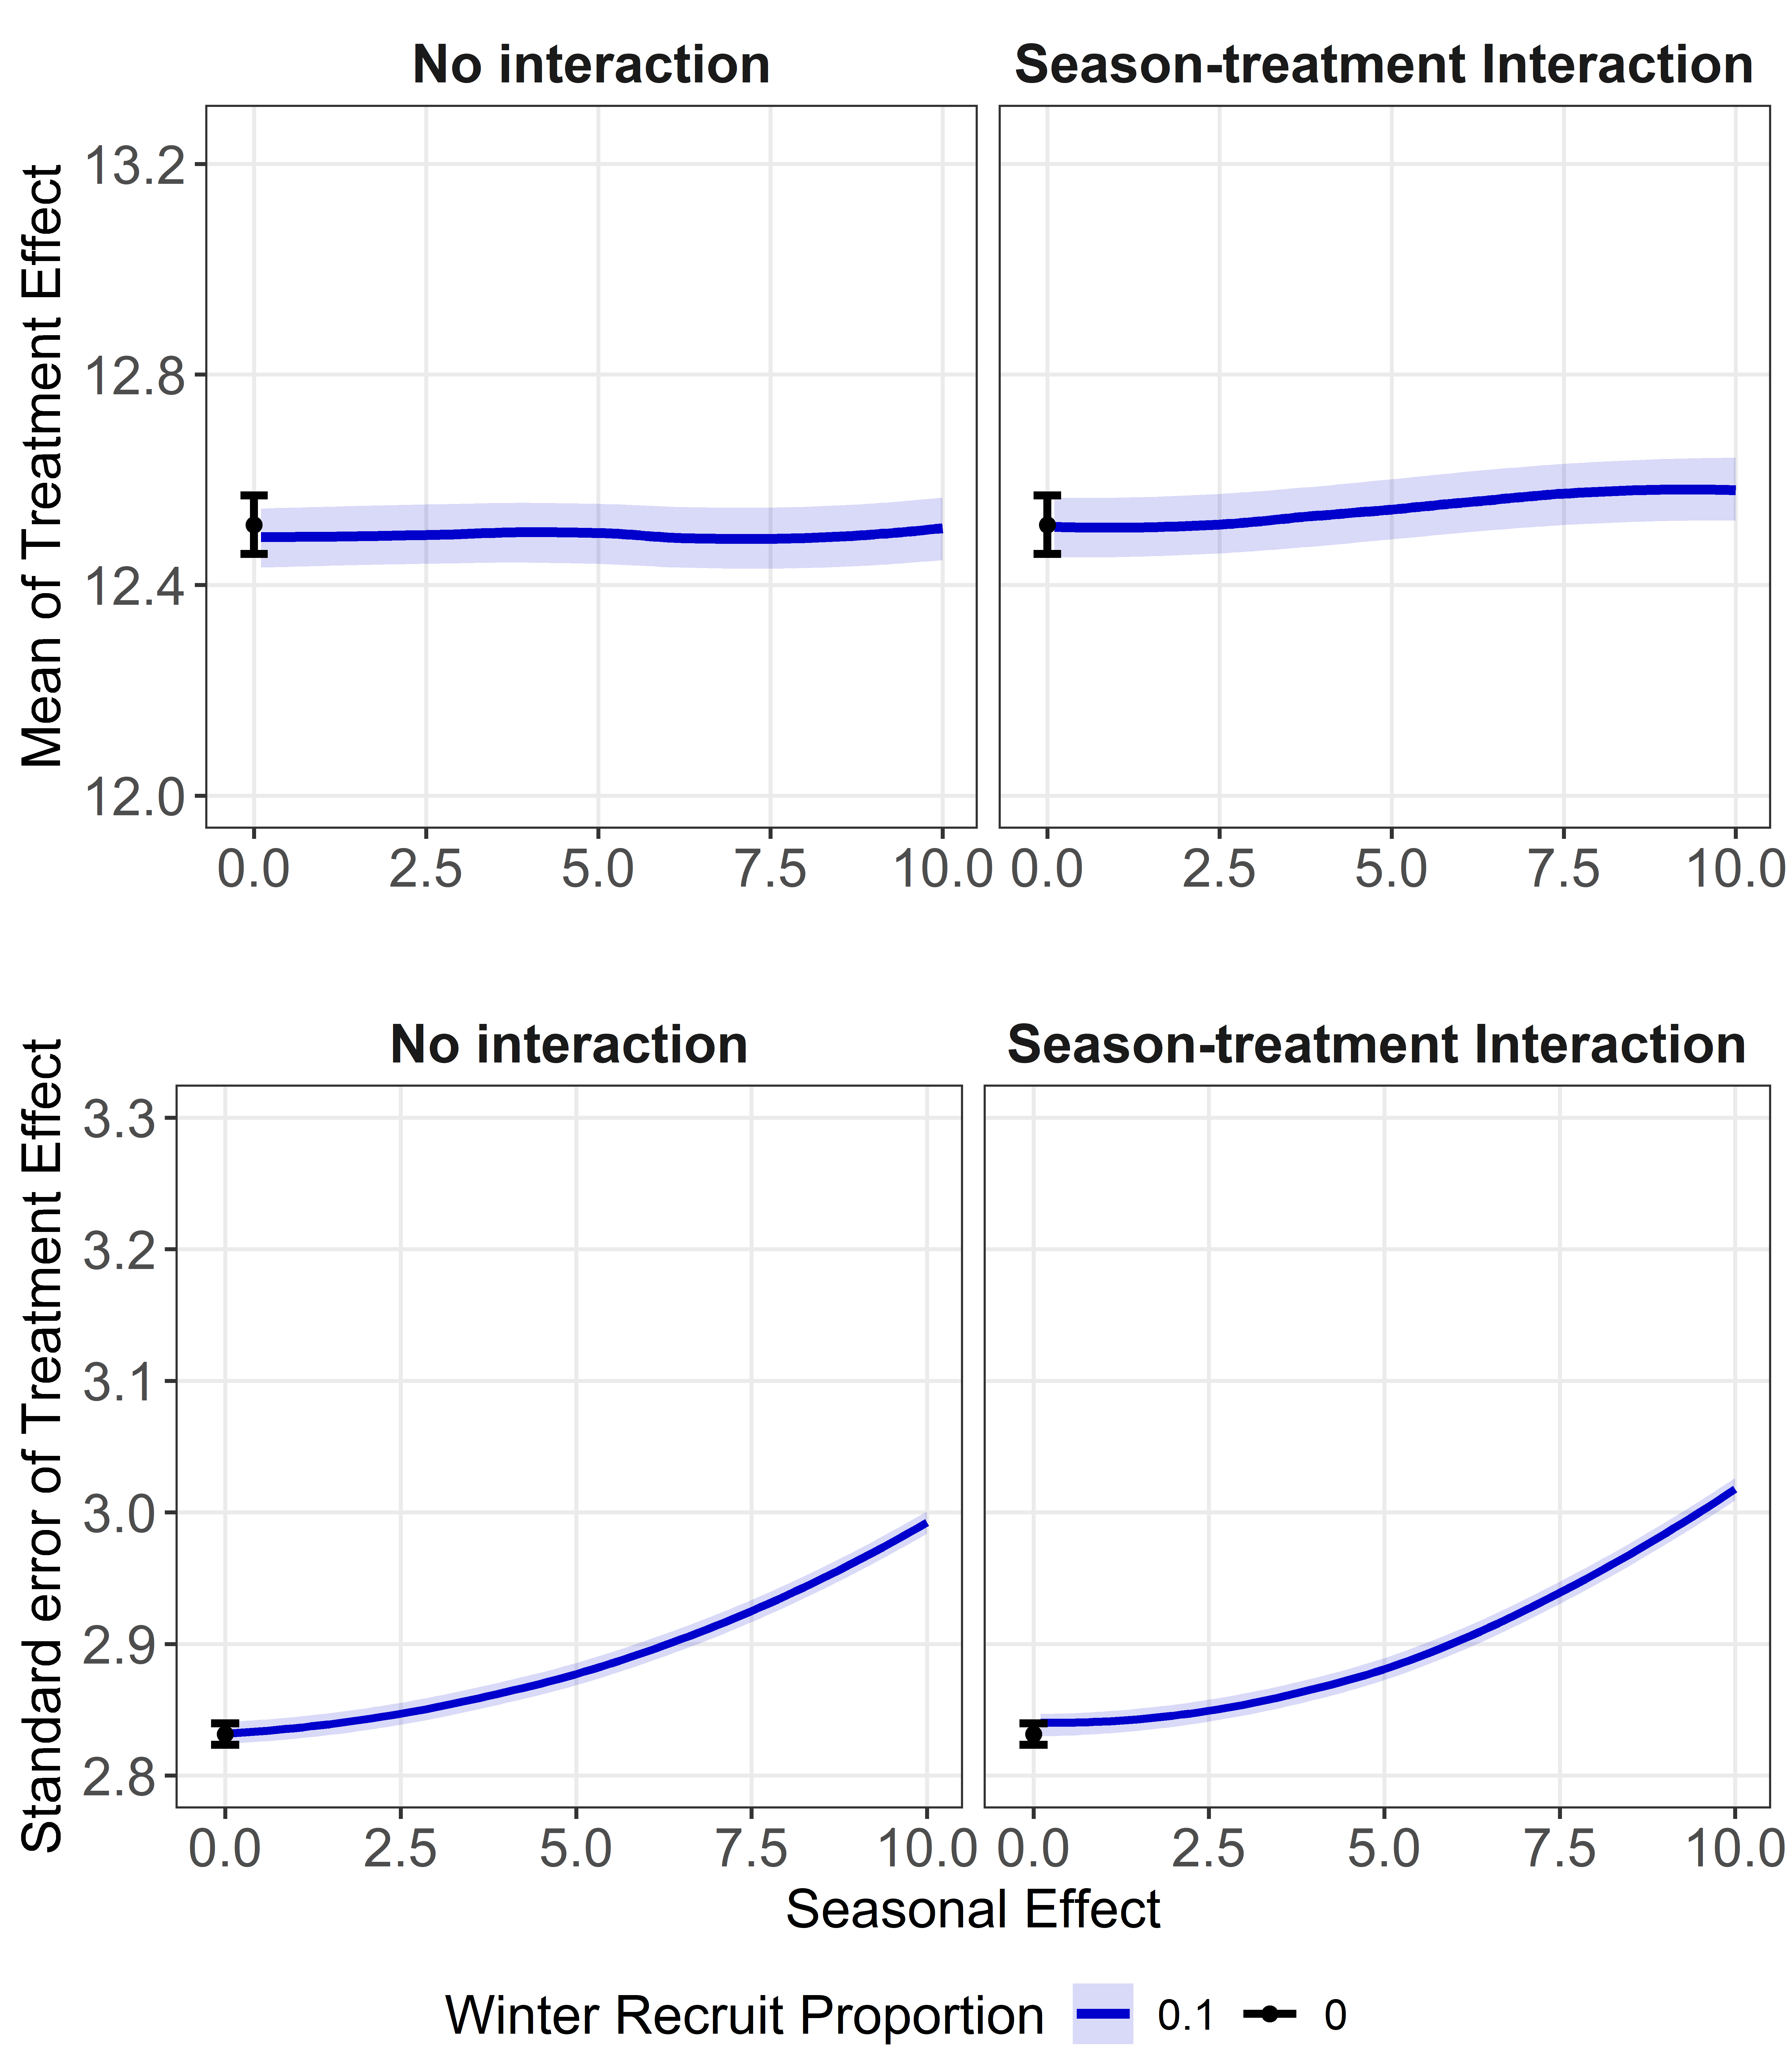 No interaction
Season-treatment Interaction
Mean of Treatment Effect
13.2
12.8
12.4
12.0
0.0 2.5 5.0 7.5 10.0 0.0 2.5 5.0 7.5 10.0
No interaction
Season-treatment Interaction
Standard error of Treatment Effect
3.3
3.2
3.1
3.0
2.9
2.8
0.0 2.5 5.0 7.5 10.0 0.0 2.5 5.0 7.5 10.0
Seasonal Effect
Winter Recruit Proportion 0.1 0